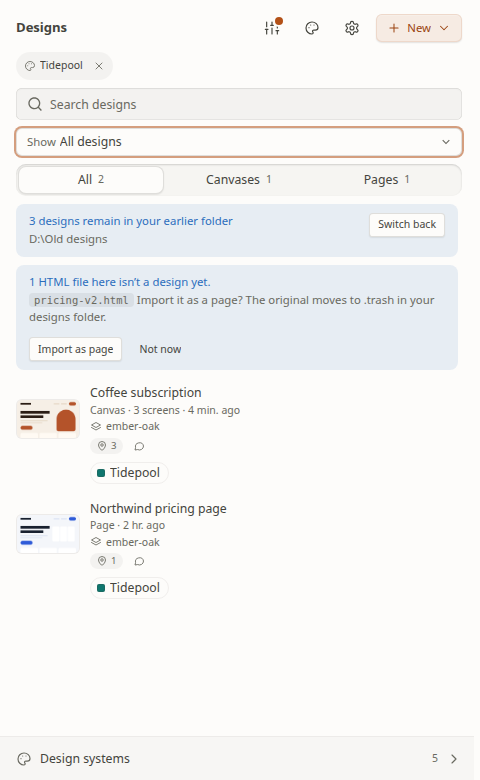 Designs
New
Tidepool
Search designs
Show All designs
All 2
Canvases 1
Pages 1
3 designs remain in your earlier folder
D:\Old designs
Switch back
1 HTML file here isn't a design yet.
pricing-v2.html Import it as a page? The original moves to .trash in your
designs folder.
Import as page
Not now
Coffee subscription
Canvas · 3 screens · 4 min. ago
ember-oak
3
Tidepool
Northwind pricing page
Page · 2 hr. ago
ember-oak
1
Tidepool
Design systems
5